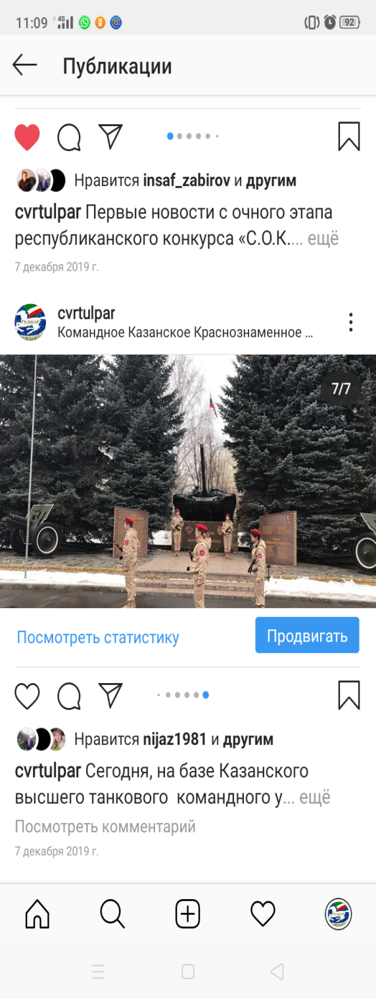 11:09 4G 92
Публикации
Нравится insaf_zabirov и другим
cvrtulpar Первые новости с очного этапа
республиканского конкурса «С.О.К.... ещё
7 декабря 2019 г.
cvrtulpar
Командное Казанское Краснознаменное ...
7/7
Посмотреть статистику
Продвигать
Нравится nijaz1981 и другим
cvrtulpar Сегодня, на базе Казанского
высшего танкового командного у... ещё
Посмотреть комментарий
7 декабря 2019 г.